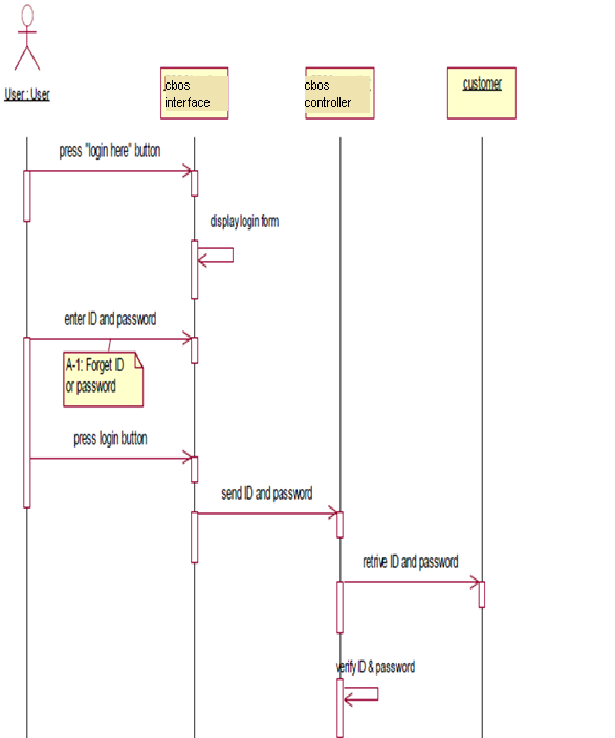 User : User
cbos
interface
cbos
controller
customer
press "login here" button
display login form
enter ID and password
A-1: Forget ID
or password
press login button
send ID and password
retrive ID and password
verify ID & password